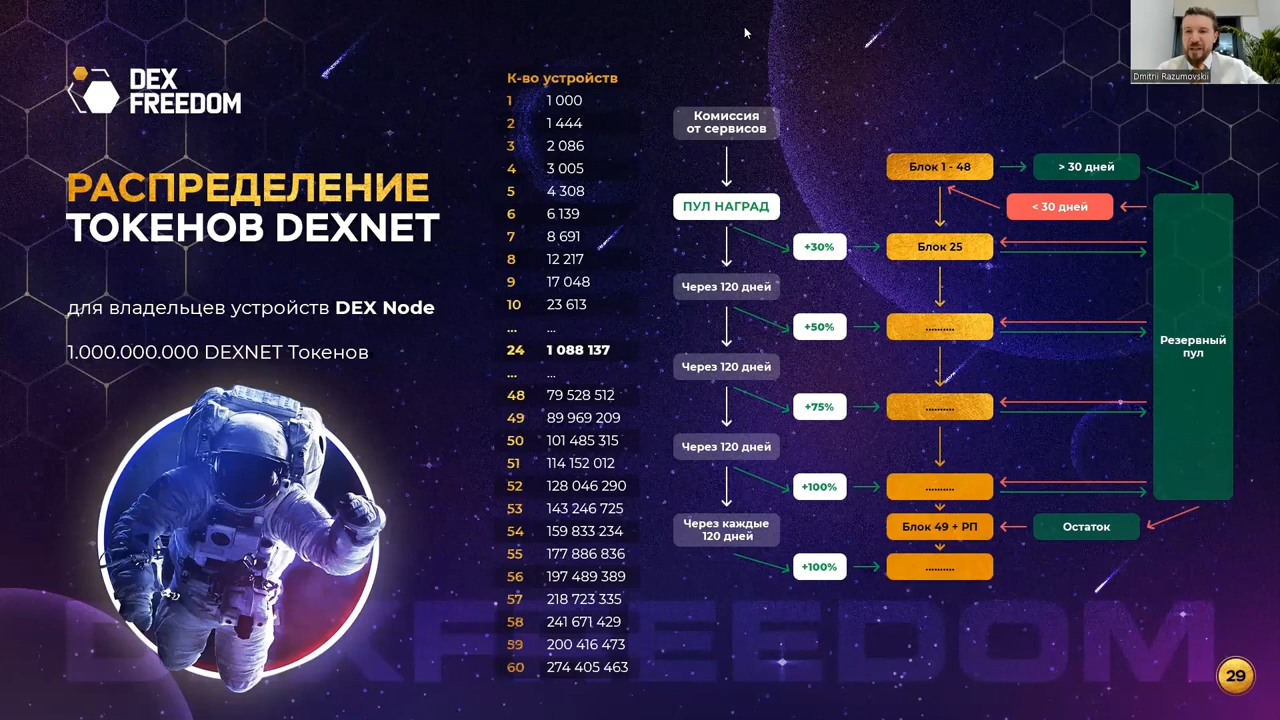 DEX
FREEDOM
РАСПРЕДЕЛЕНИЕ
ТОКЕНОВ DEXNET
для владельцев устройств DEX Node
1.000.000.000 DEXNET Токенов
К-во устройств
1 1 000
2 1 444
3 2 086
4 3 005
5 4 308
6 6 139
7 8 691
8 12 217
9 17 048
10 23 613
... ...
24 1 088 137
... ...
48 79 528 512
49 89 969 209
50 101 485 315
51 114 152 012
52 128 046 290
53 143 246 725
54 159 833 234
55 177 886 836
56 197 489 389
57 218 723 335
58 241 671 429
59 200 416 473
60 274 405 463
Комиссия
от сервисов
ПУЛ НАГРАД
Через 120 дней
Через 120 дней
Через 120 дней
Через каждые
120 дней
+30%
+50%
+75%
+100%
+100%
Блок 1 - 48
Блок 25
..........
..........
..........
Блок 49 + РП
..........
> 30 дней
< 30 дней
Резервный
пул
Остаток
Dmitrii Razumovskii
DEXFREEDOM
29